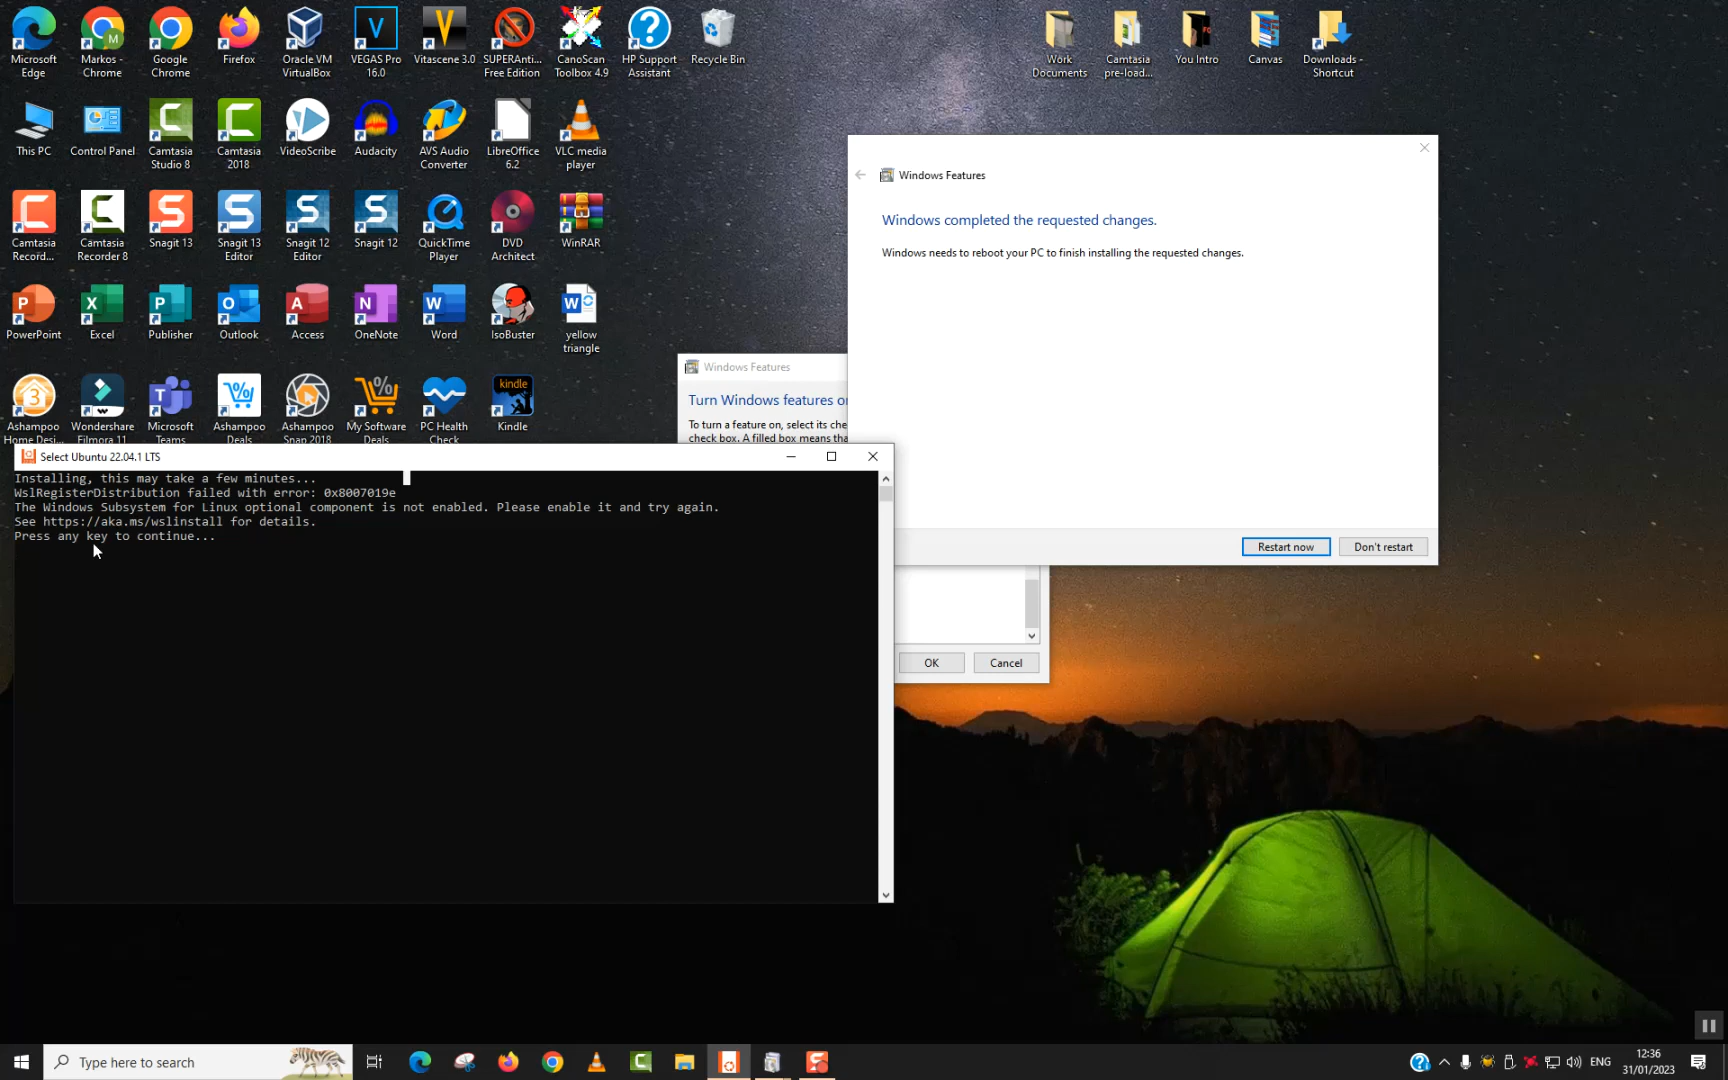 Microsoft Edge
Markos - Chrome
Google Chrome
Firefox
Oracle VM VirtualBox
VEGAS Pro 16.0
Vitascene 3.0
SUPERAnti... Free Edition
CanoScan Toolbox 4.9
HP Support Assistant
Recycle Bin
Work Documents
Camtasia pre-load...
You Intro
Canvas
Downloads - Shortcut
This PC
Control Panel
Camtasia Studio 8
Camtasia 2018
VideoScribe
Audacity
AVS Audio Converter
LibreOffice 6.2
VLC media player
Camtasia Record...
Camtasia Recorder 8
Snagit 13
Snagit 13 Editor
Snagit 12 Editor
Snagit 12
QuickTime Player
DVD Architect
WinRAR
PowerPoint
Excel
Publisher
Outlook
Access
OneNote
Word
IsoBuster
yellow triangle
Ashampoo Home Desi...
Wondershare Filmora 11
Microsoft Teams
Ashampoo Deals
Ashampoo Snap 2018
My Software Deals
PC Health Check
kindle
Kindle
Windows Features
Windows completed the requested changes.
Windows needs to reboot your PC to finish installing the requested changes.
Restart now
Don't restart
Windows Features
Turn Windows features o
To turn a feature on, select its che
check box. A filled box means tha
OK
Cancel
Select Ubuntu 22.04.1 LTS
Installing, this may take a few minutes...
WslRegisterDistribution failed with error: 0x8007019e
The Windows Subsystem for Linux optional component is not enabled. Please enable it and try again.
See https://aka.ms/wslinstall for details.
Press any key to continue...
Type here to search
ENG
12:36
31/01/2023